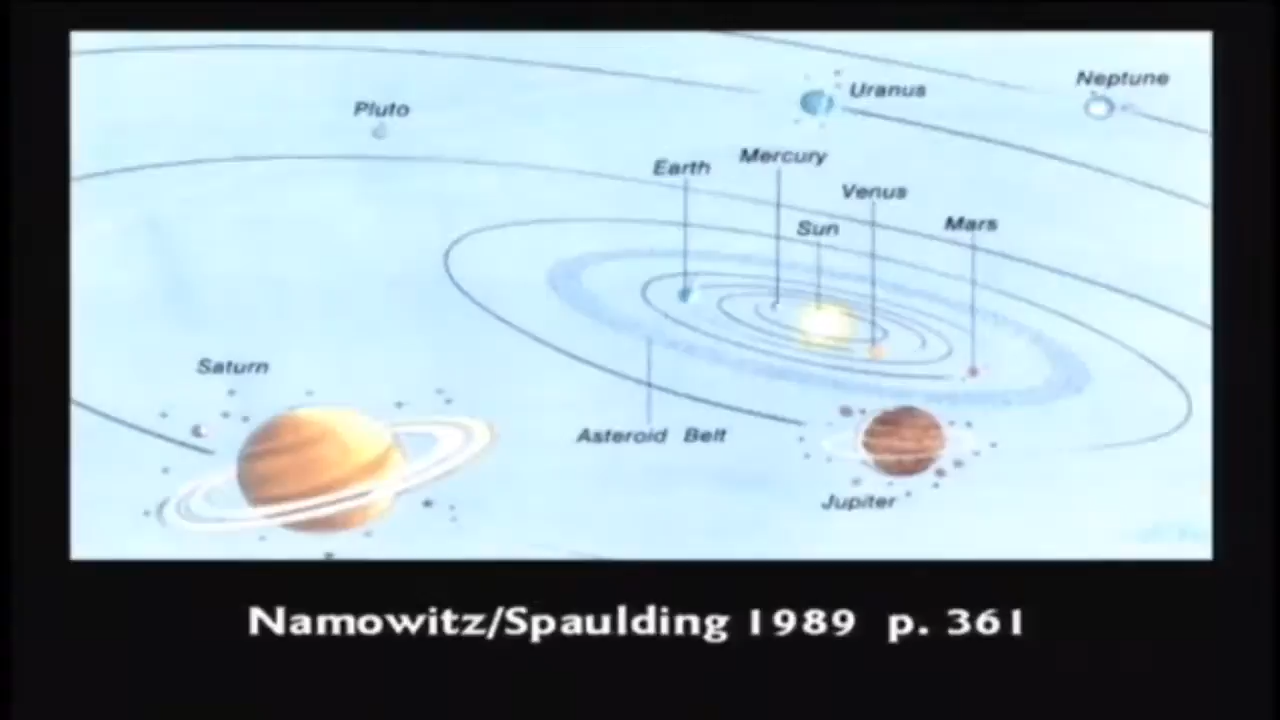 Neptune
Uranus
Pluto
Mercury
Earth
Venus
Mars
Sun
Saturn
Asteroid Belt
Jupiter
Namowitz/Spaulding 1989 p. 361